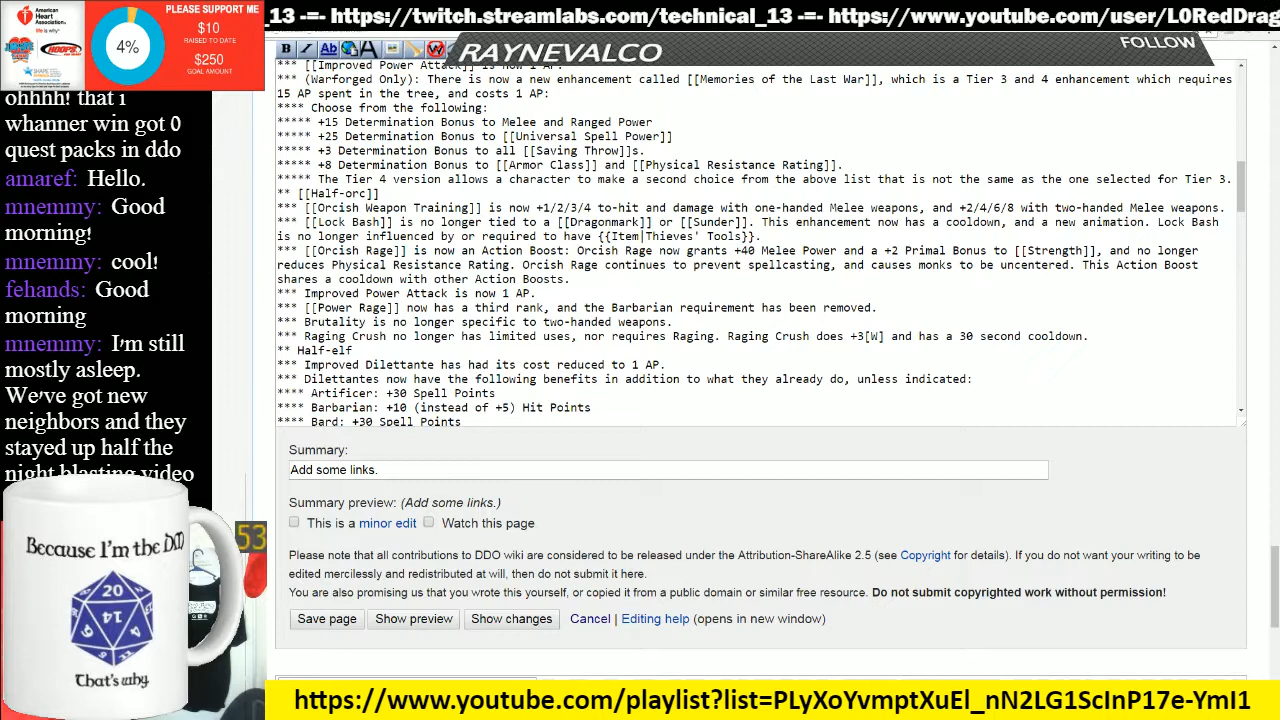 _13 -=- https://twitch.streamlabs.com/technical_13 -=- https://www.youtube.com/user/L0RedDrag
American
Heart
Association®
life is why®
4%
PLEASE SUPPORT ME
$10
RAISED TO DATE
$250
GOAL AMOUNT
RAYNEVALCO
FOLLOW
ohhhh! that i
whanner win got 0
quest packs in ddo
amaref: Hello.
mnemmy: Good
morning!
mnemmy: cool!
fehands: Good
morning
mnemmy: I'm still
mostly asleep.
We've got new
neighbors and they
stayed up half the
night blasting video
*** [[Improved Power Attack]] is now 1 AP.
*** (Warforged Only): There is now a new enhancement called [[Memories of the Last War]], which is a Tier 3 and 4 enhancement which requires
15 AP spent in the tree, and costs 1 AP:
**** Choose from the following:
***** +15 Determination Bonus to Melee and Ranged Power
***** +25 Determination Bonus to [[Universal Spell Power]]
***** +3 Determination Bonus to all [[Saving Throw]]s.
***** +8 Determination Bonus to [[Armor Class]] and [[Physical Resistance Rating]].
***** The Tier 4 version allows a character to make a second choice from the above list that is not the same as the one selected for Tier 3.
** [[Half-orc]]
*** [[Orcish Weapon Training]] is now +1/2/3/4 to-hit and damage with one-handed Melee weapons, and +2/4/6/8 with two-handed Melee weapons.
*** [[Lock Bash]] is no longer tied to a [[Dragonmark]] or [[Sunder]]. This enhancement now has a cooldown, and a new animation. Lock Bash
is no longer influenced by or required to have {{Item|Thieves' Tools}}.
*** [[Orcish Rage]] is now an Action Boost: Orcish Rage now grants +40 Melee Power and a +2 Primal Bonus to [[Strength]], and no longer
reduces Physical Resistance Rating. Orcish Rage continues to prevent spellcasting, and causes monks to be uncentered. This Action Boost
shares a cooldown with other Action Boosts.
*** Improved Power Attack is now 1 AP.
*** [[Power Rage]] now has a third rank, and the Barbarian requirement has been removed.
*** Brutality is no longer specific to two-handed weapons.
*** Raging Crush no longer has limited uses, nor requires Raging. Raging Crush does +3[W] and has a 30 second cooldown.
** Half-elf
*** Improved Dilettante has had its cost reduced to 1 AP.
*** Dilettantes now have the following benefits in addition to what they already do, unless indicated:
**** Artificer: +30 Spell Points
**** Barbarian: +10 (instead of +5) Hit Points
**** Bard: +30 Spell Points
Summary:
Add some links.
Summary preview: (Add some links.)
This is a minor edit Watch this page
Please note that all contributions to DDO wiki are considered to be released under the Attribution-ShareAlike 2.5 (see Copyright for details). If you do not want your writing to be
edited mercilessly and redistributed at will, then do not submit it here.
You are also promising us that you wrote this yourself, or copied it from a public domain or similar free resource. Do not submit copyrighted work without permission!
Save page Show preview Show changes Cancel | Editing help (opens in new window)
53
Because I'm the DM
20
14
That's why.
https://www.youtube.com/playlist?list=PLyXoYvmptXuEl_nN2LG1ScInP17e-YmI1